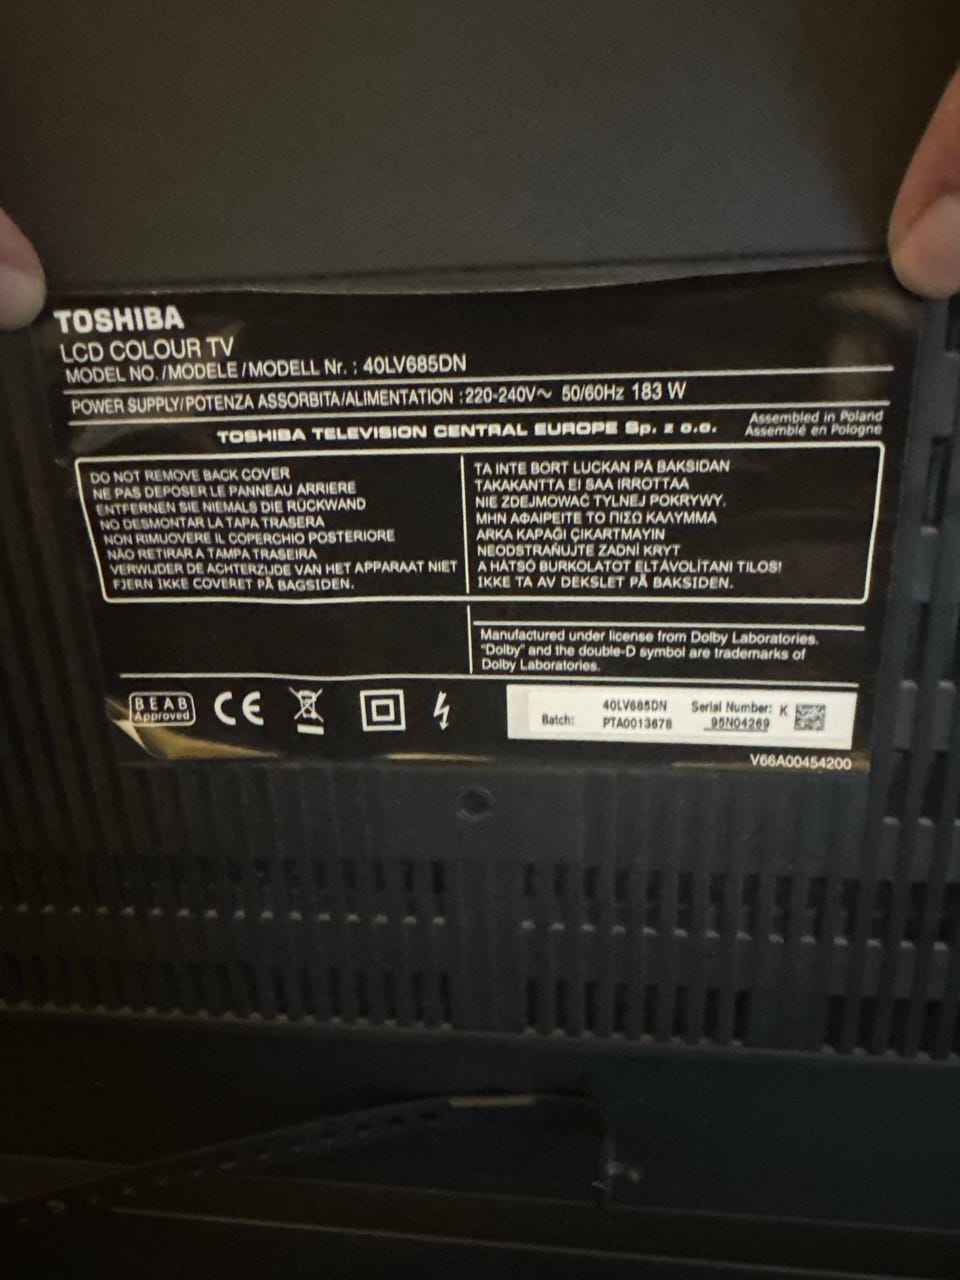 TOSHIBA
LCD COLOUR TV
MODEL NO./MODELE/MODELL Nr. : 40LV685DN
POWER SUPPLY/POTENZA ASSORBITA/ALIMENTATION :220-240V~ 50/60Hz 183 W
TOSHIBA TELEVISION CENTRAL EUROPE Sp. z o.o.
Assembled in Poland
Assemblé en Pologne
DO NOT REMOVE BACK COVER
NE PAS DEPOSER LE PANNEAU ARRIERE
ENTFERNEN SIE NIEMALS DIE RÜCKWAND
NO DESMONTAR LA TAPA TRASERA
NON RIMUOVERE IL COPERCHIO POSTERIORE
NÃO RETIRAR A TAMPA TRASEIRA
VERWIJDER DE ACHTERZIJDE VAN HET APPARAAT NIET
FJERN IKKE COVERET PÅ BAGSIDEN.
TA INTE BORT LUCKAN PÅ BAKSIDAN
TAKAKANTTA EI SAA IRROTTAA
NIE ZDEJMOWAĆ TYLNEJ POKRYWY.
ΜΗΝ ΑΦΑΙΡΕΙΤΕ ΤΟ ΠΙΣΩ ΚΑΛΥΜΜΑ
ARKA KAPAĞI ÇIKARTMAYIN
NEODSTRAŇUJTE ZADNÍ KRYT
A HÁTSÓ BURKOLATOT ELTÁVOLÍTANI TILOS!
IKKE TA AV DEKSLET PÅ BAKSIDEN.
Manufactured under license from Dolby Laboratories.
"Dolby" and the double-D symbol are trademarks of
Dolby Laboratories.
BEAB
Approved
CE
40LV685DN
Batch: PTA0013678
Serial Number: K
95N04269
V66A00454200